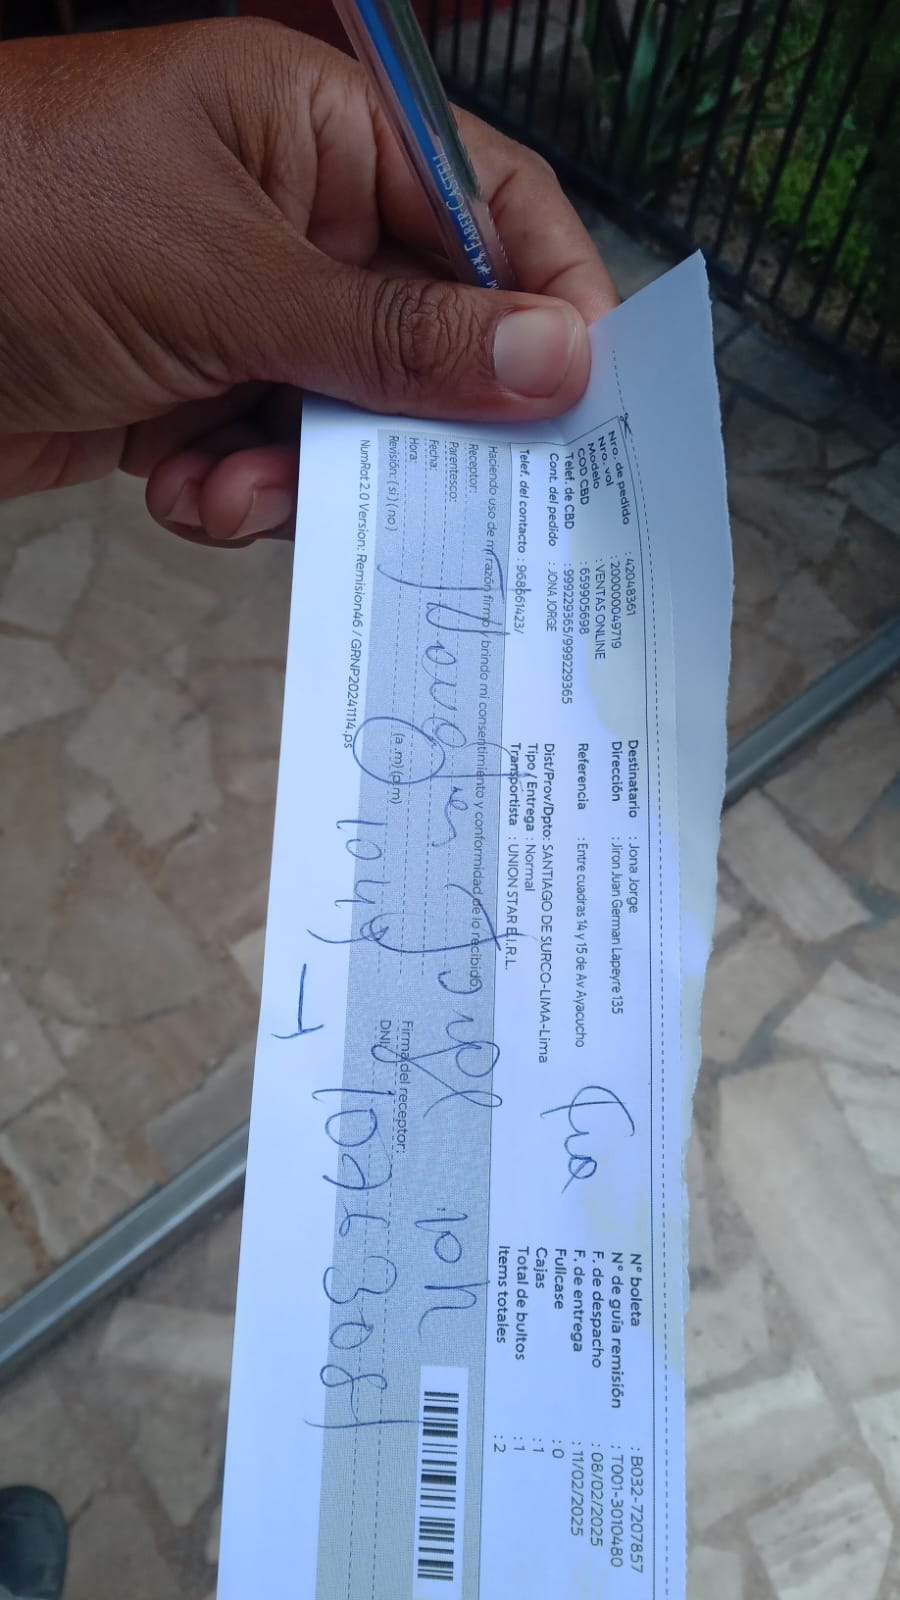 FABER-CASTELL
Nro. de pedido : 42048361
Nro. vol : 200000049719
Modelo : VENTAS ONLINE
COD CBD : 659905698
Telef. de CBD : 999229365/999229365
Cont. del pedido : JONA JORGE
Telef. del contacto : 968661423/
Destinatario : Jona Jorge
Dirección : Jiron Juan German Lapeyre 135
Referencia : Entre cuadras 14 y 15 de Av Ayacucho
Dist/Prov/Dpto: SANTIAGO DE SURCO-LIMA-Lima
Tipo / Entrega : Normal
Transportista : UNION STAR E.I.R.L.
N° boleta : B032-7207857
N° de guia remisión : T001-3010480
F. de despacho : 08/02/2025
F. de entrega : 11/02/2025
Fullcase : 0
Cajas : 1
Total de bultos : 1
Items totales : 2
Haciendo uso de mi razón firmo y brindo mi consentimiento y conformidad de lo recibido.
Receptor:
Parentesco:
Fecha:
Hora: (a .m) (p.m)
Revisión: ( si ) ( no )
Firma del receptor:
DNI:
NumRot 2.0 Version: Remision46 / GRNP20241114.ps